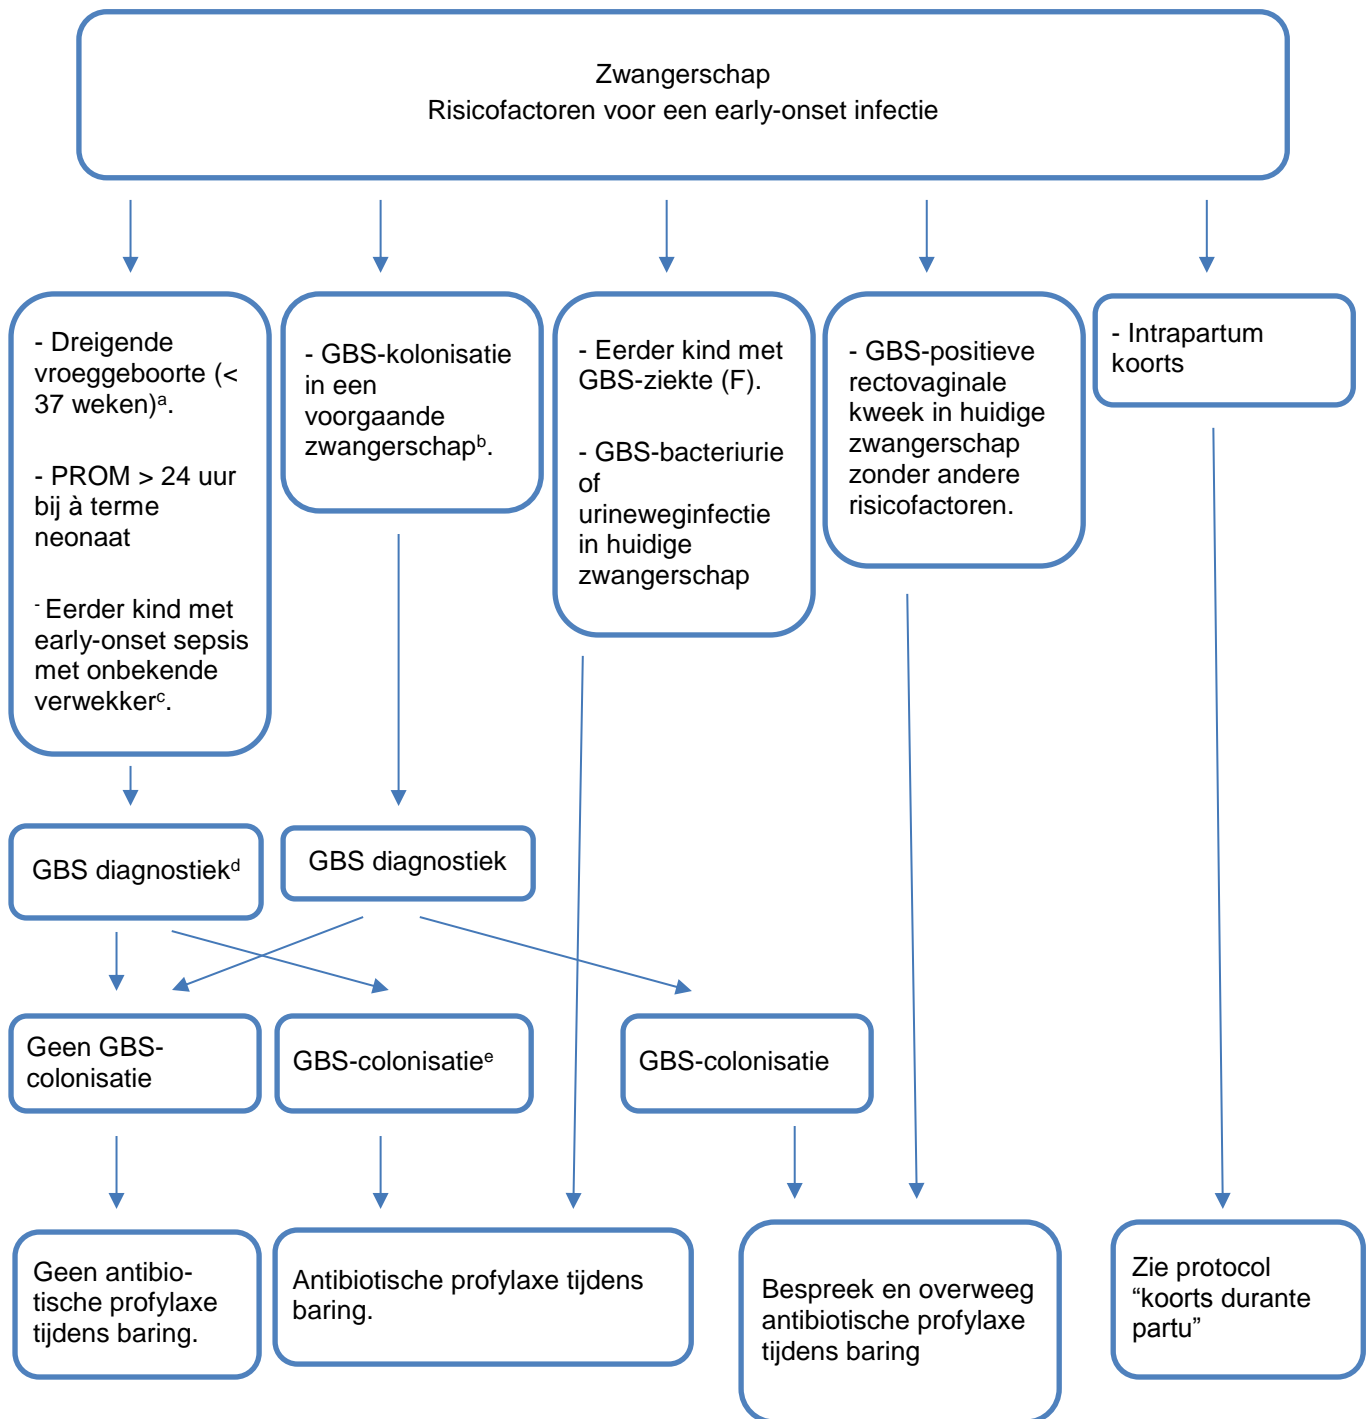 Zwangerschap
Risicofactoren voor een early-onset infectie
- Dreigende
vroeggeboorte (<
37 weken)ᵃ.
- PROM > 24 uur
bij à terme
neonaat
- Eerder kind met
early-onset sepsis
met onbekende
verwekkerᶜ.
- GBS-kolonisatie
in een
voorgaande
zwangerschapᵇ.
- Eerder kind met
GBS-ziekte (F).
- GBS-bacteriurie
of
urineweginfectie
in huidige
zwangerschap
- GBS-positieve
rectovaginale
kweek in huidige
zwangerschap
zonder andere
risicofactoren.
- Intrapartum
koorts
GBS diagnostiekᵈ
GBS diagnostiek
Geen GBS-
colonisatie
GBS-colonisatieᵉ
GBS-colonisatie
Geen antibio-
tische profylaxe
tijdens baring.
Antibiotische profylaxe tijdens
baring.
Bespreek en overweeg
antibiotische profylaxe
tijdens baring
Zie protocol
“koorts durante
partu”